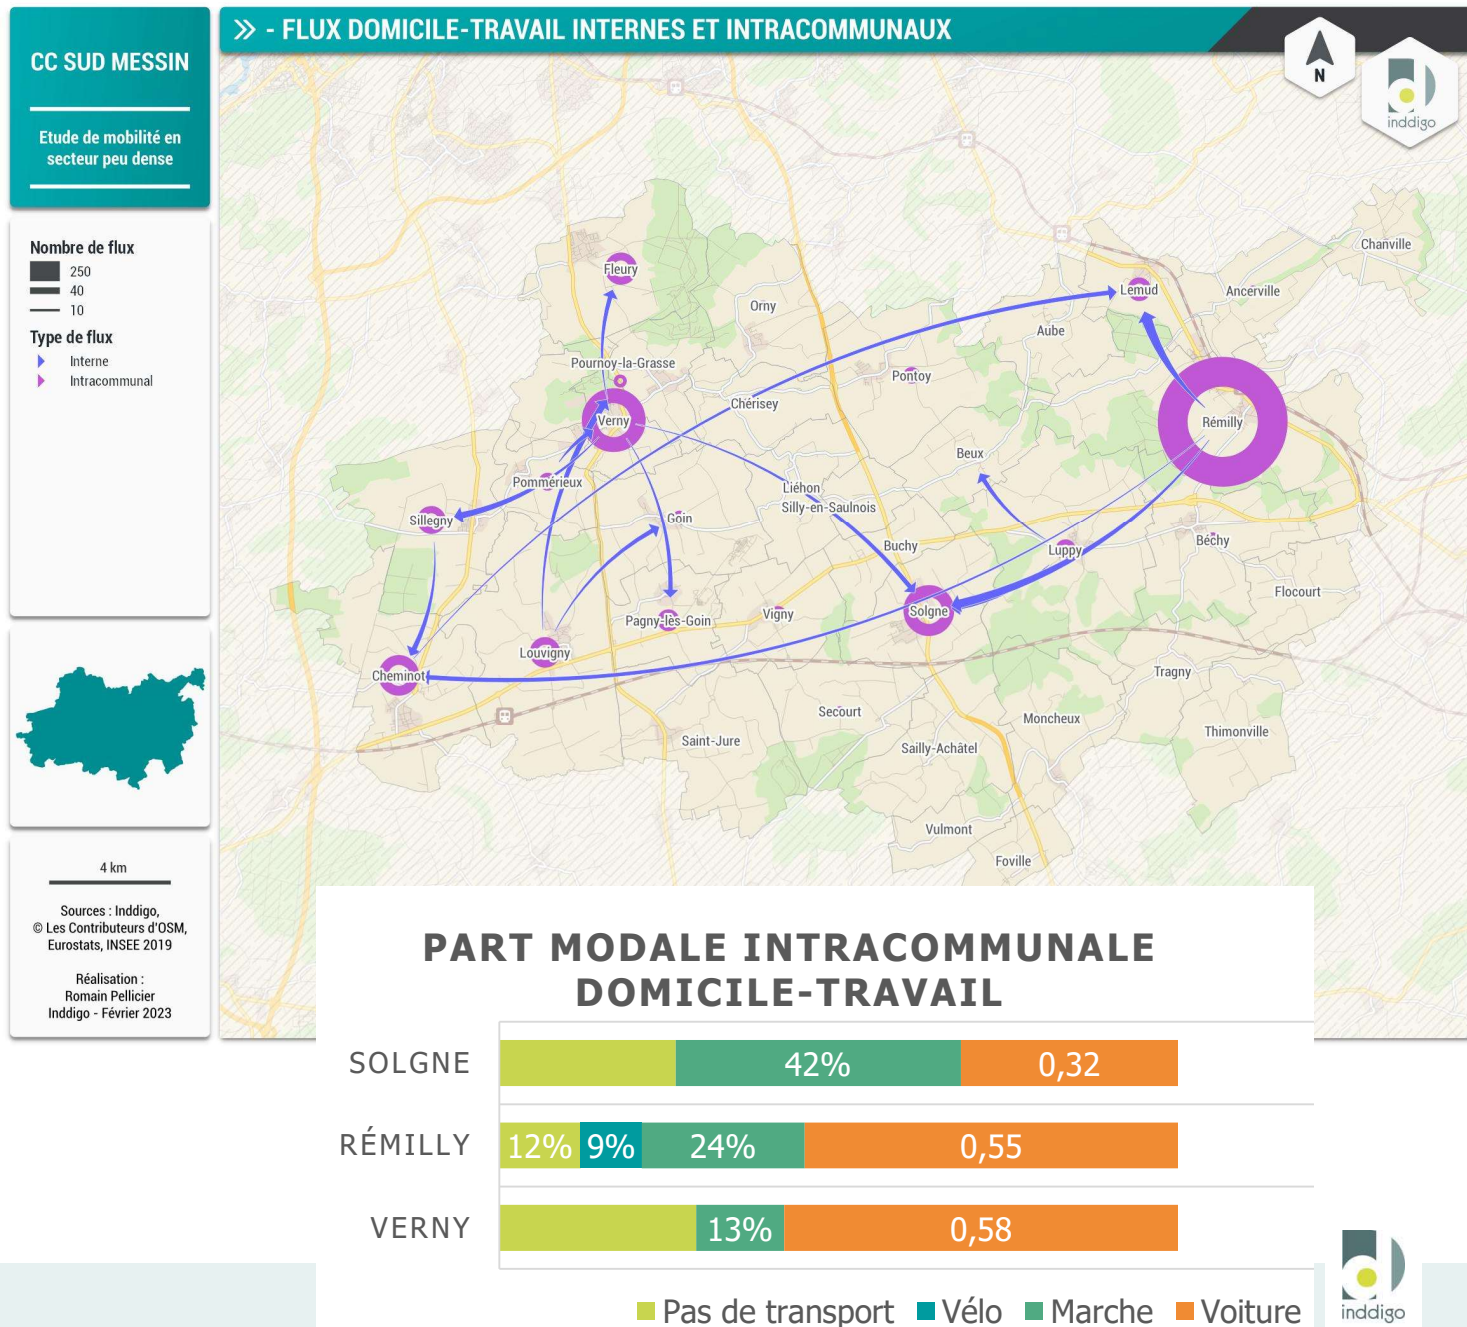 CC SUD MESSIN
Etude de mobilité en
secteur peu dense
>> - FLUX DOMICILE-TRAVAIL INTERNES ET INTRACOMMUNAUX
N
inddigo
Nombre de flux
250
40
10
Type de flux
Interne
Intracommunal
4 km
Sources : Inddigo,
© Les Contributeurs d'OSM,
Eurostats, INSEE 2019
Réalisation :
Romain Pellicier
Inddigo - Février 2023
Chanville
Fleury
Lemud
Ancerville
Orny
Aube
Pournoy-la-Grasse
Pontoy
Chérisey
Verny
Rémilly
Beux
Pommérieux
Liéhon
Silly-en-Saulnois
Sillegny
Goin
Buchy
Luppy
Béchy
Flocourt
Solgne
Pagny-lès-Goin
Vigny
Louvigny
Cheminot
Tragny
Secourt
Moncheux
Saint-Jure
Sailly-Achâtel
Thimonville
Vulmont
Foville
PART MODALE INTRACOMMUNALE
DOMICILE-TRAVAIL
SOLGNE 42% 0,32
RÉMILLY 12% 9% 24% 0,55
VERNY 13% 0,58
Pas de transport Vélo Marche Voiture
inddigo